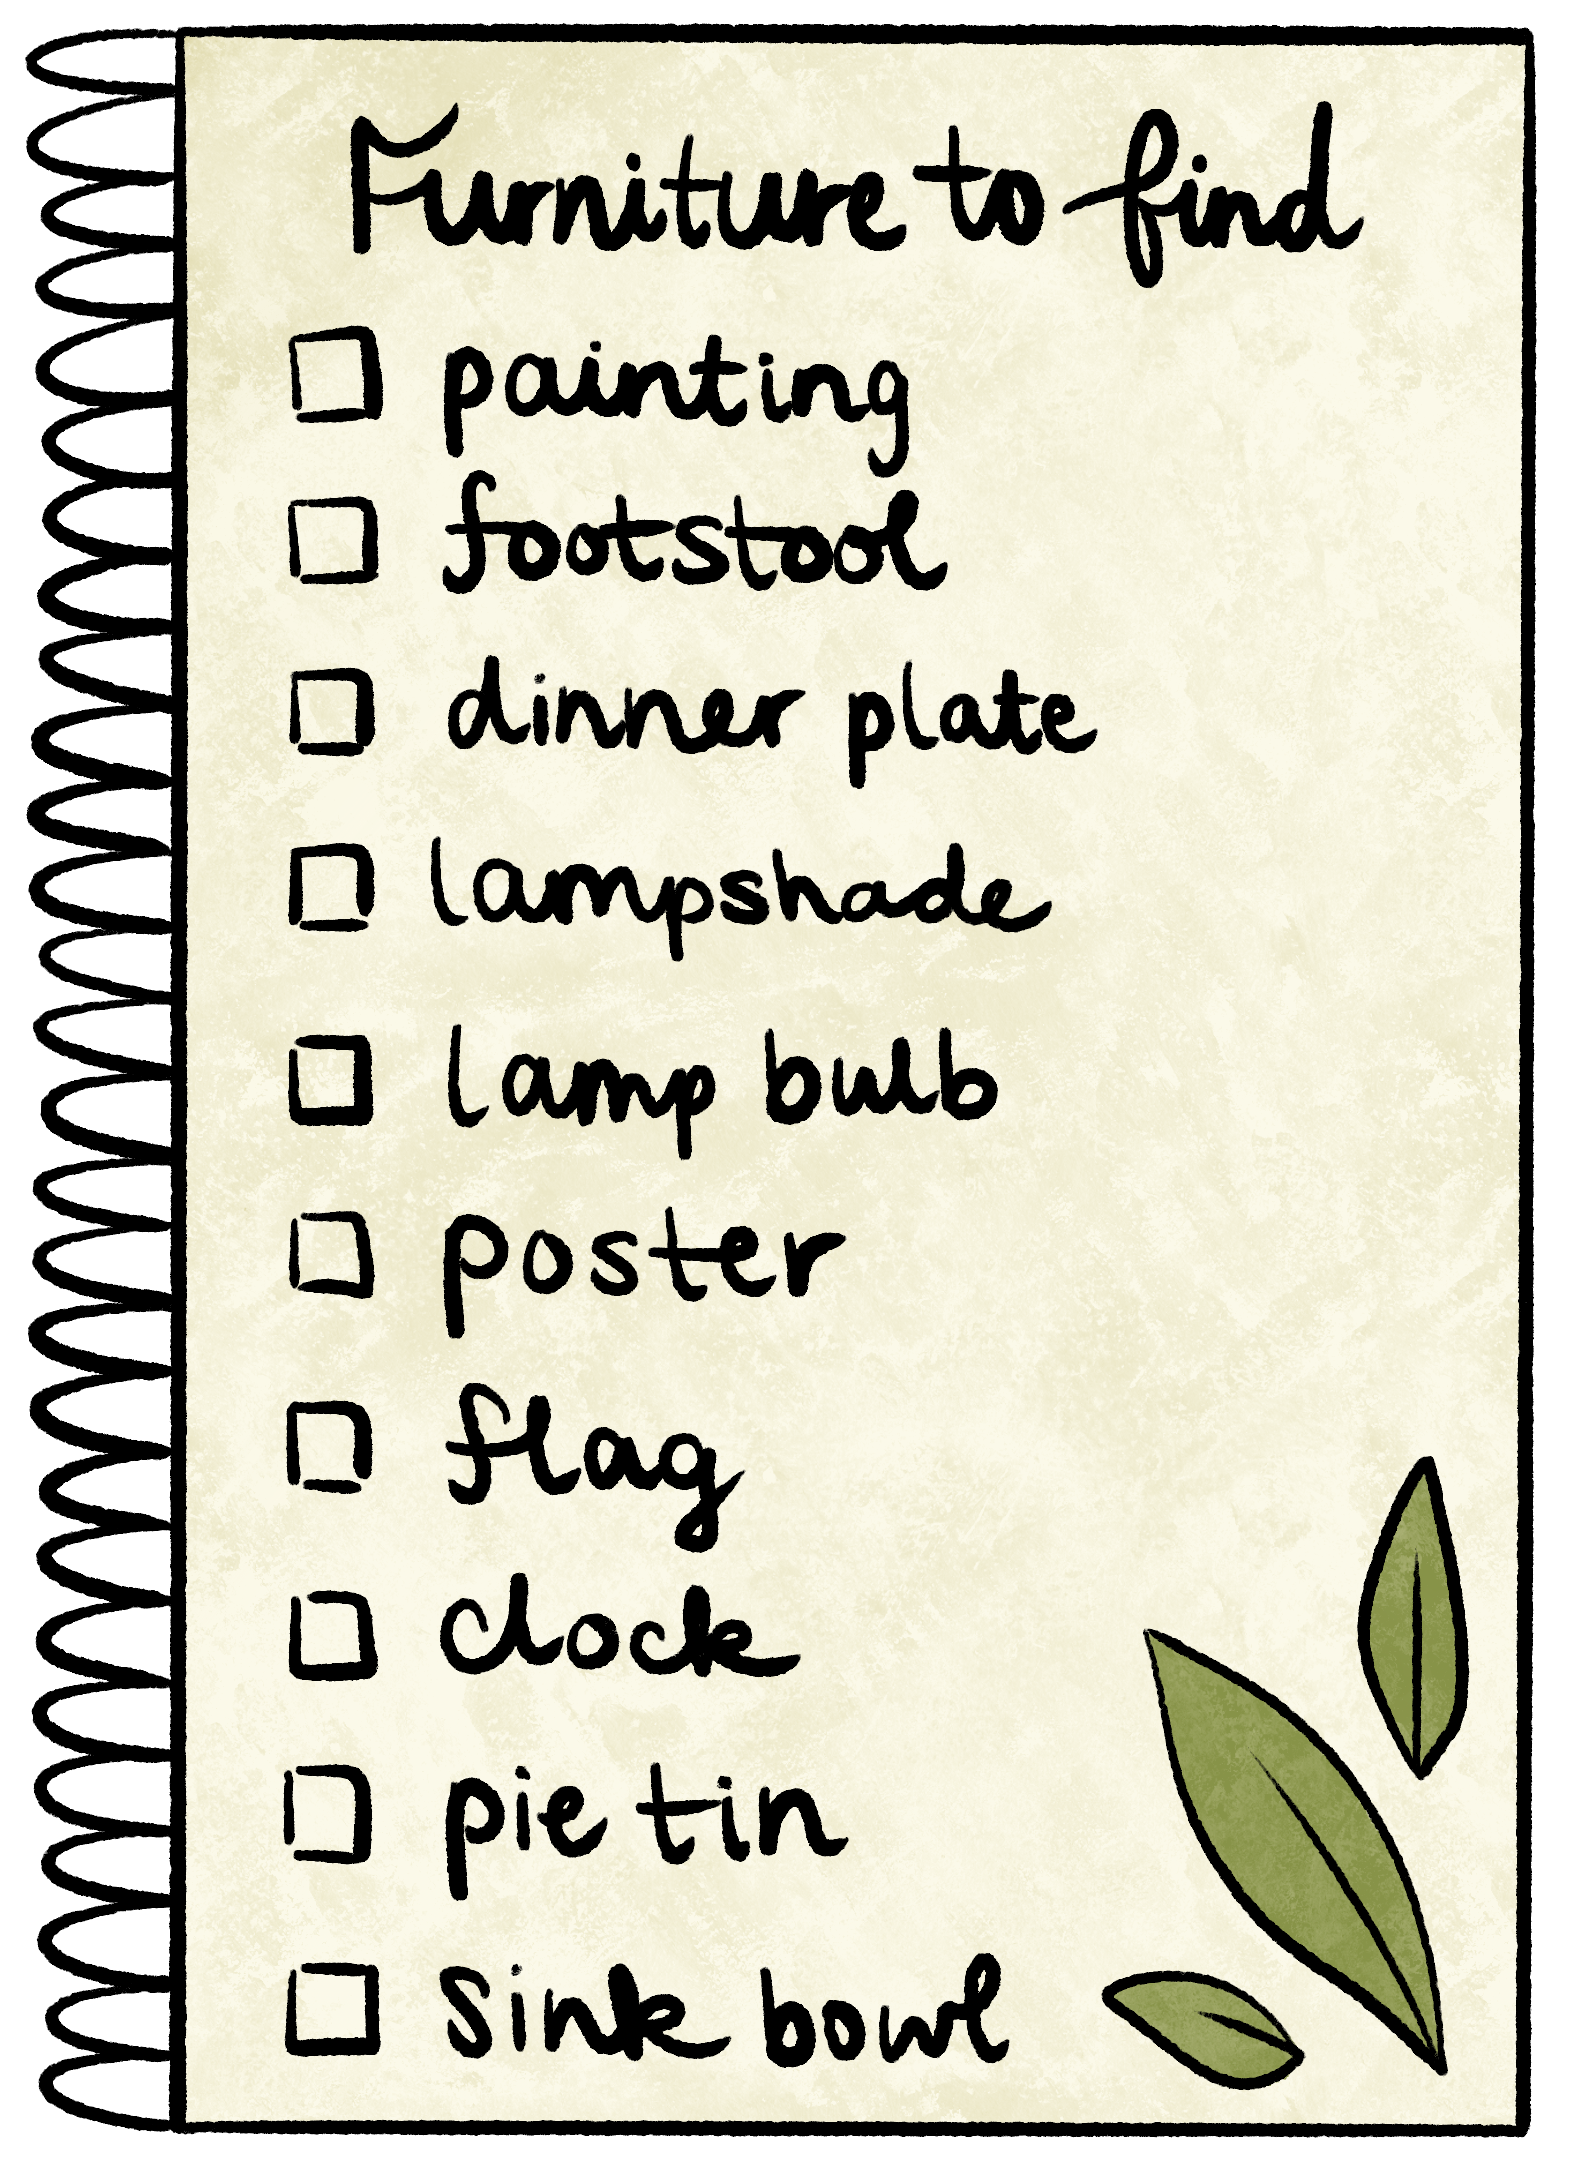 Furniture to find
painting
footstool
dinner plate
lampshade
lamp bulb
poster
flag
clock
pie tin
sink bowl